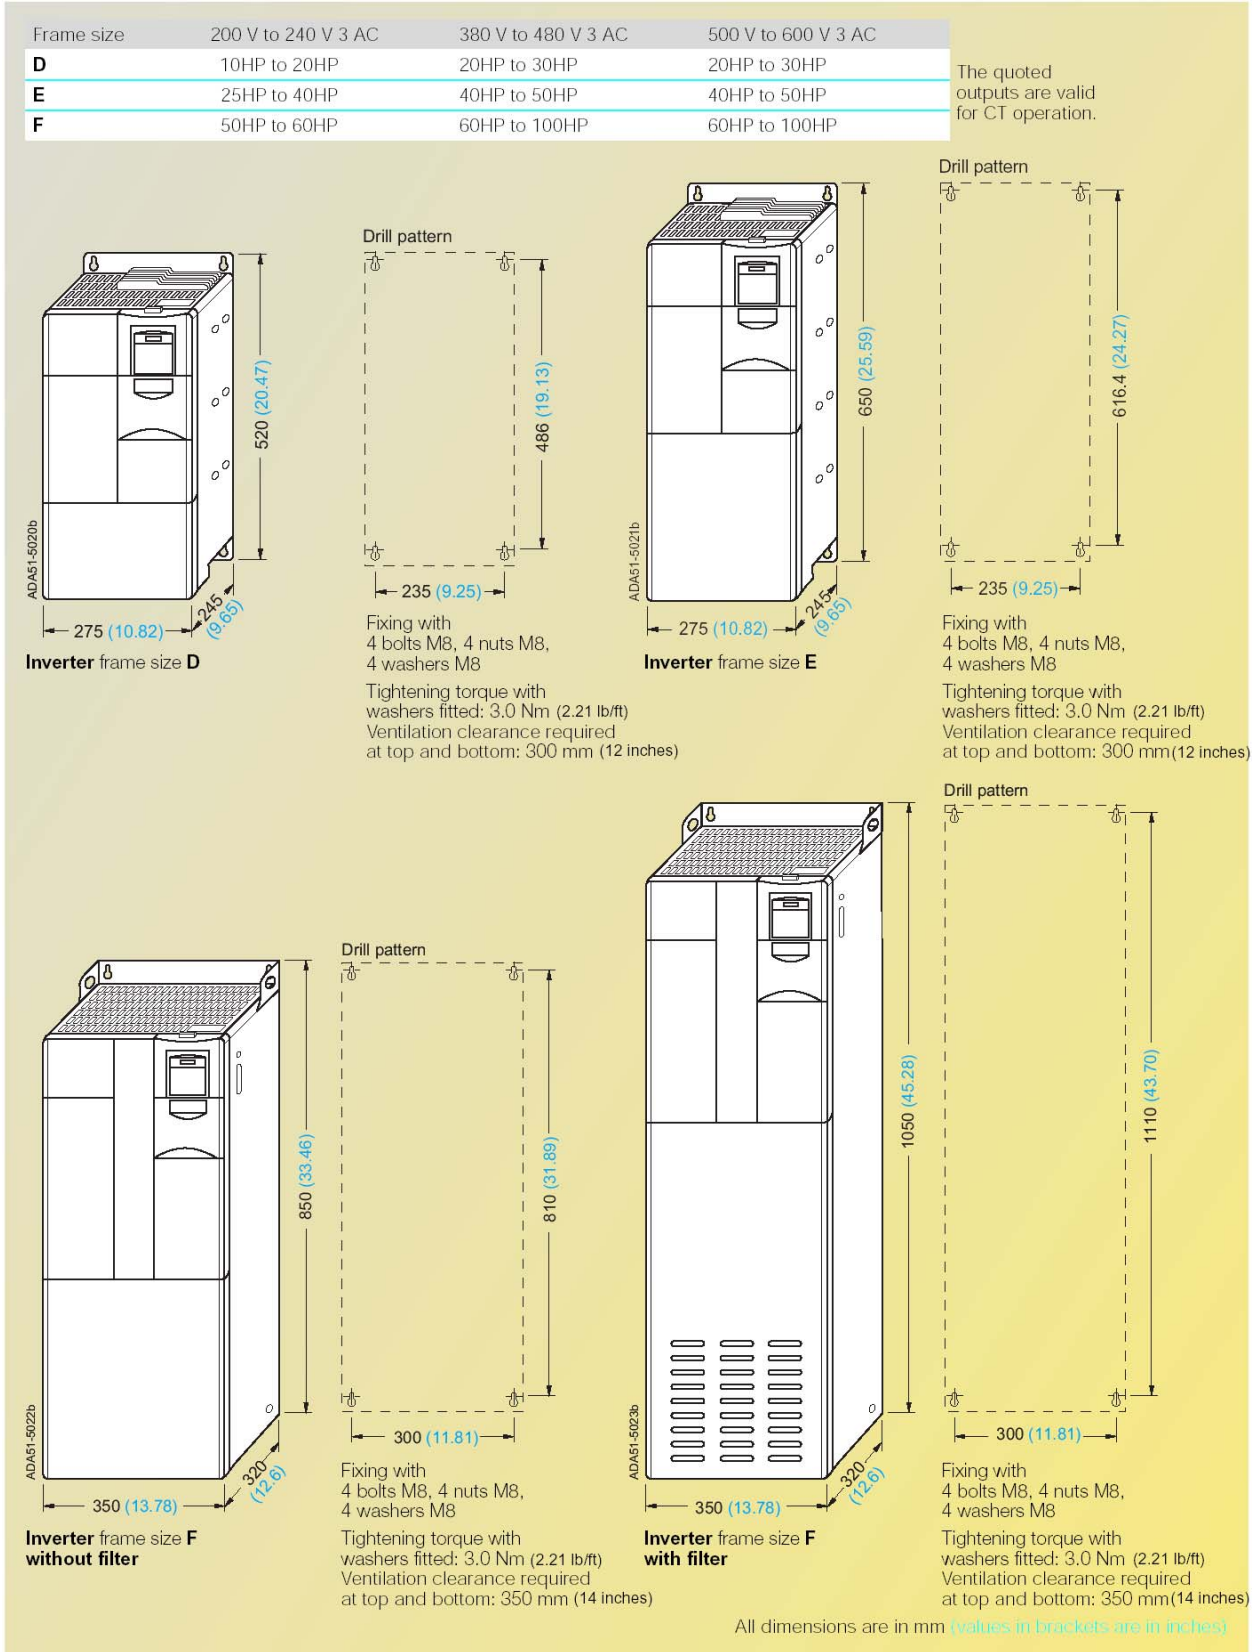 Frame size 200 V to 240 V 3 AC 380 V to 480 V 3 AC 500 V to 600 V 3 AC
D 10HP to 20HP 20HP to 30HP 20HP to 30HP
E 25HP to 40HP 40HP to 50HP 40HP to 50HP
F 50HP to 60HP 60HP to 100HP 60HP to 100HP
The quoted
outputs are valid
for CT operation.
520 (20.47)
ADA51-5020b
275 (10.82)
245
(9.65)
Inverter frame size D
Drill pattern
486 (19.13)
235 (9.25)
Fixing with
4 bolts M8, 4 nuts M8,
4 washers M8
Tightening torque with
washers fitted: 3.0 Nm (2.21 lb/ft)
Ventilation clearance required
at top and bottom: 300 mm (12 inches)
650 (25.59)
ADA51-5021b
275 (10.82)
245
(9.65)
Inverter frame size E
Drill pattern
616.4 (24.27)
235 (9.25)
Fixing with
4 bolts M8, 4 nuts M8,
4 washers M8
Tightening torque with
washers fitted: 3.0 Nm (2.21 lb/ft)
Ventilation clearance required
at top and bottom: 300 mm(12 inches)
850 (33.46)
ADA51-5022b
350 (13.78)
320
(12.6)
Inverter frame size F
without filter
Drill pattern
810 (31.89)
300 (11.81)
Fixing with
4 bolts M8, 4 nuts M8,
4 washers M8
Tightening torque with
washers fitted: 3.0 Nm (2.21 lb/ft)
Ventilation clearance required
at top and bottom: 350 mm (14 inches)
1050 (45.28)
ADA51-5023b
350 (13.78)
320
(12.6)
Inverter frame size F
with filter
Drill pattern
1110 (43.70)
300 (11.81)
Fixing with
4 bolts M8, 4 nuts M8,
4 washers M8
Tightening torque with
washers fitted: 3.0 Nm (2.21 lb/ft)
Ventilation clearance required
at top and bottom: 350 mm(14 inches)
All dimensions are in mm (values in brackets are in inches)